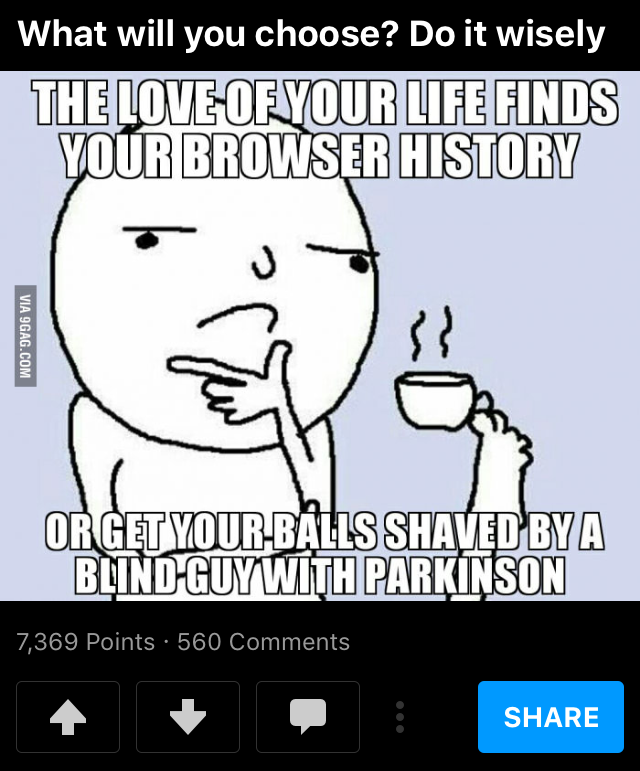 What will you choose? Do it wisely
THE LOVE OF YOUR LIFE FINDS
YOUR BROWSER HISTORY
VIA 9GAG.COM
OR GET YOUR BALLS SHAVED BY A
BLIND GUY WITH PARKINSON
7,369 Points · 560 Comments
SHARE